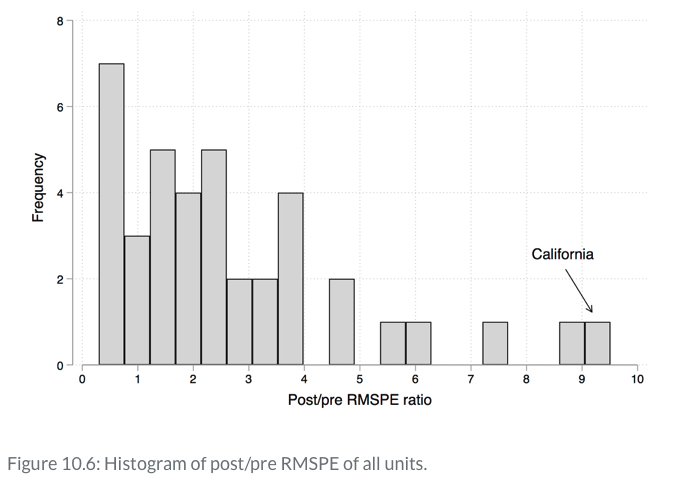 8
6
Frequency
4
2
0
California
0 1 2 3 4 5 6 7 8 9 10
Post/pre RMSPE ratio
Figure 10.6: Histogram of post/pre RMSPE of all units.